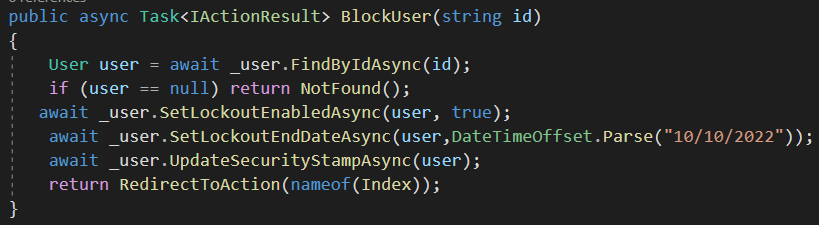 public async Task<IActionResult> BlockUser(string id)
{
User user = await _user.FindByIdAsync(id);
if (user == null) return NotFound();
await _user.SetLockoutEnabledAsync(user, true);
await _user.SetLockoutEndDateAsync(user,DateTimeOffset.Parse("10/10/2022"));
await _user.UpdateSecurityStampAsync(user);
return RedirectToAction(nameof(Index));
}